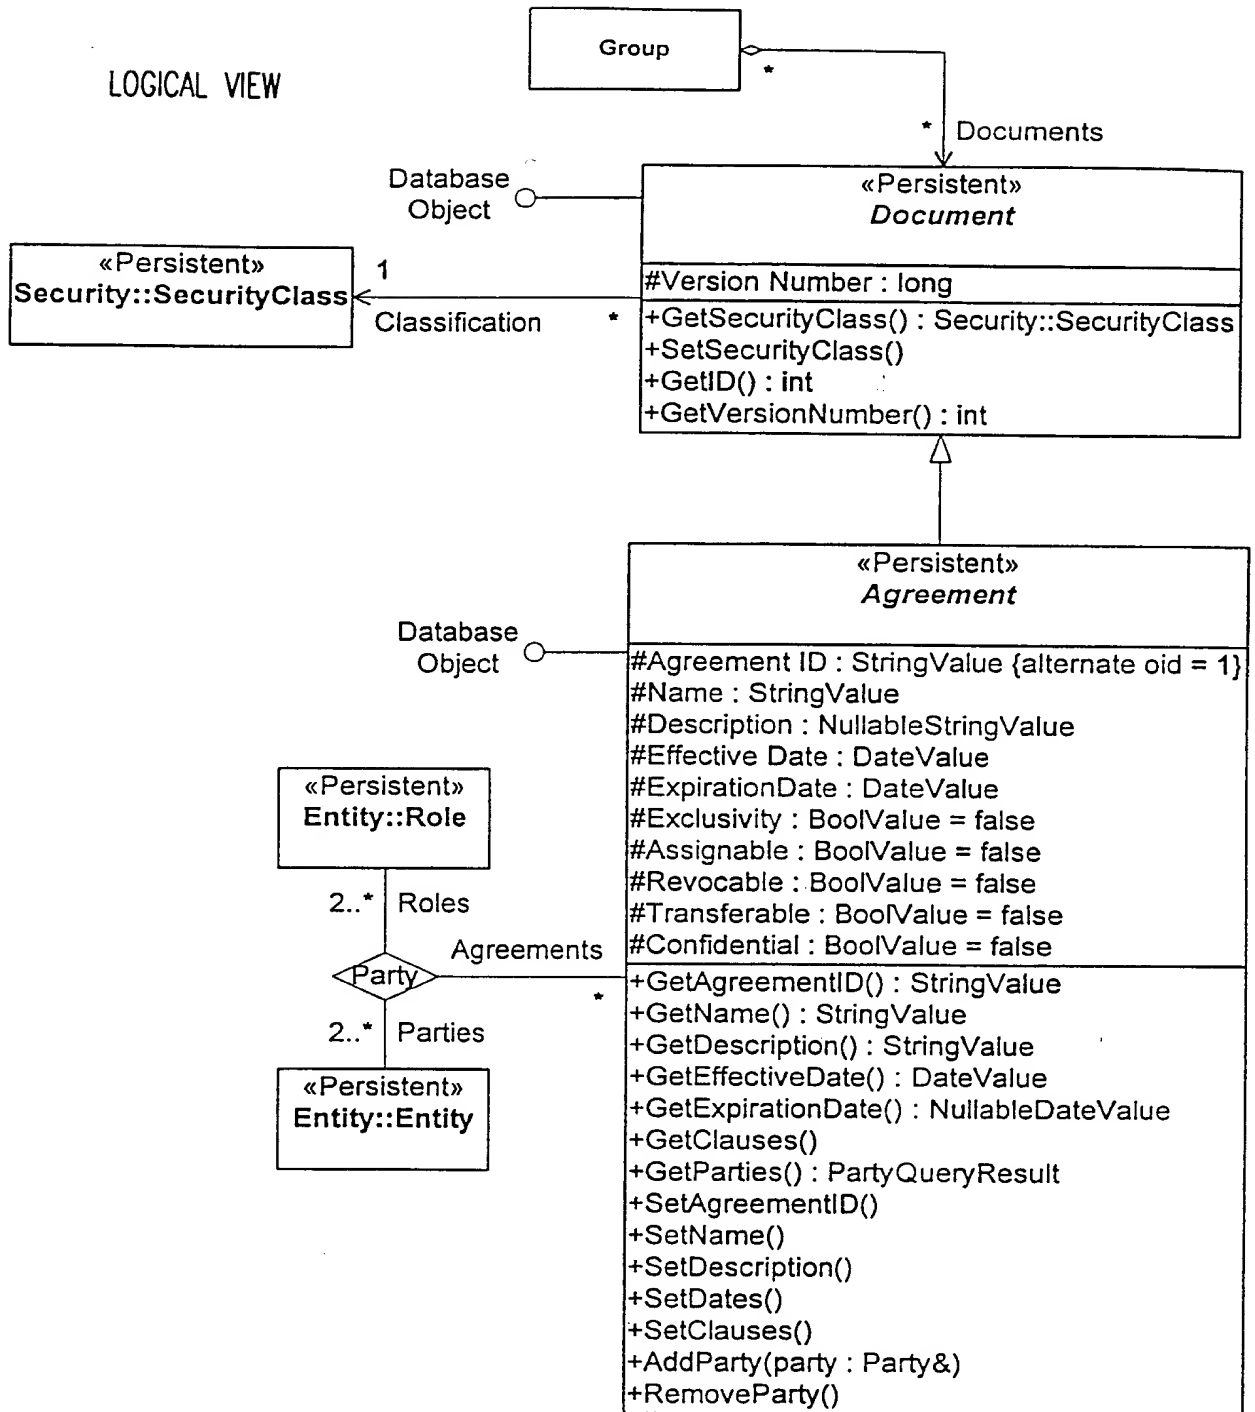 Group
LOGICAL VIEW
*
* Documents
Database
Object
«Persistent»
Document
«Persistent»
Security::SecurityClass
1
Classification
*
#Version Number : long
+GetSecurityClass() : Security::SecurityClass
+SetSecurityClass()
+GetID() : int
+GetVersionNumber() : int
«Persistent»
Agreement
Database
Object
#Agreement ID : StringValue {alternate oid = 1}
#Name : StringValue
#Description : NullableStringValue
#Effective Date : DateValue
#ExpirationDate : DateValue
#Exclusivity : BoolValue = false
#Assignable : BoolValue = false
#Revocable : BoolValue = false
#Transferable : BoolValue = false
#Confidential : BoolValue = false
«Persistent»
Entity::Role
2..* Roles
Agreements
Party
*
2..* Parties
«Persistent»
Entity::Entity
+GetAgreementID() : StringValue
+GetName() : StringValue
+GetDescription() : StringValue
+GetEffectiveDate() : DateValue
+GetExpirationDate() : NullableDateValue
+GetClauses()
+GetParties() : PartyQueryResult
+SetAgreementID()
+SetName()
+SetDescription()
+SetDates()
+SetClauses()
+AddParty(party : Party&)
+RemoveParty()